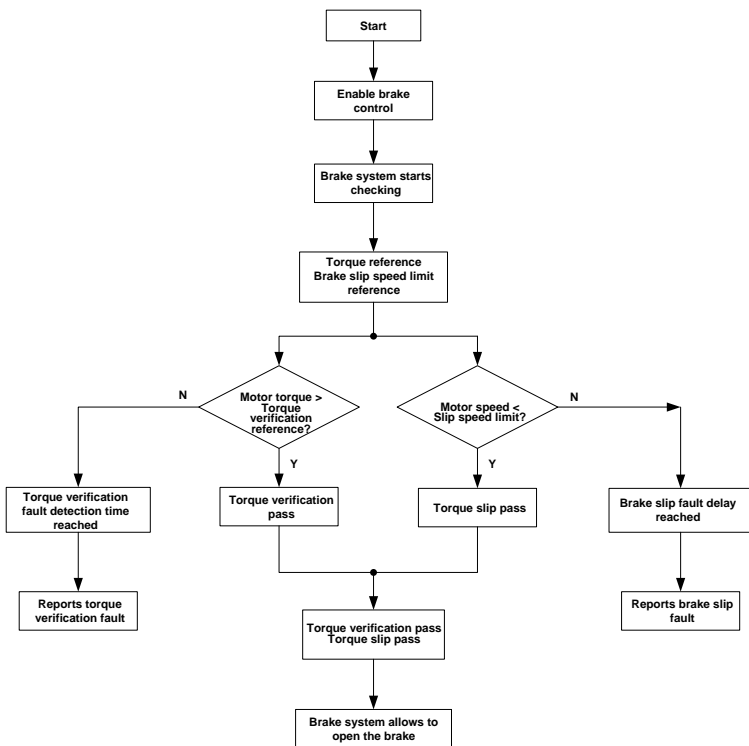 Start
Enable brake
control
Brake system starts
checking
Torque reference
Brake slip speed limit
reference
N
Motor torque >
Torque
verification
reference?
Motor speed <
Slip speed limit?
N
Y
Y
Torque verification
fault detection time
reached
Torque verification
pass
Torque slip pass
Brake slip fault delay
reached
Reports torque
verification fault
Torque verification pass
Torque slip pass
Reports brake slip
fault
Brake system allows to
open the brake